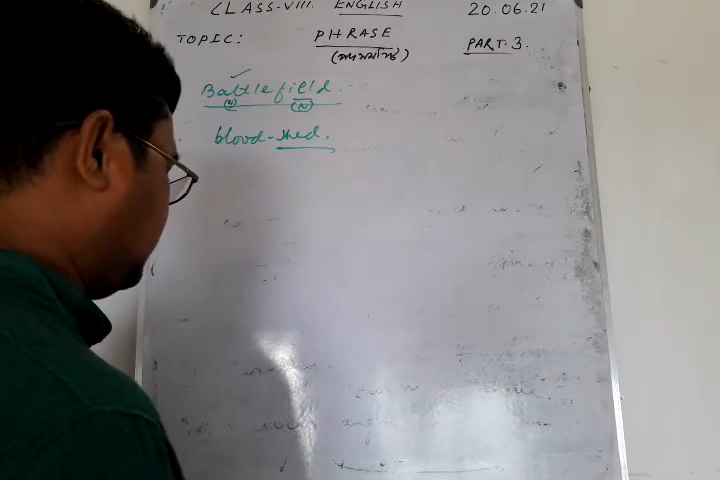 CLASS-VIII. ENGLISH 20.06.21
TOPIC: PHRASE PART. 3.
Battlefield.
(N) (N)
blood-shed.